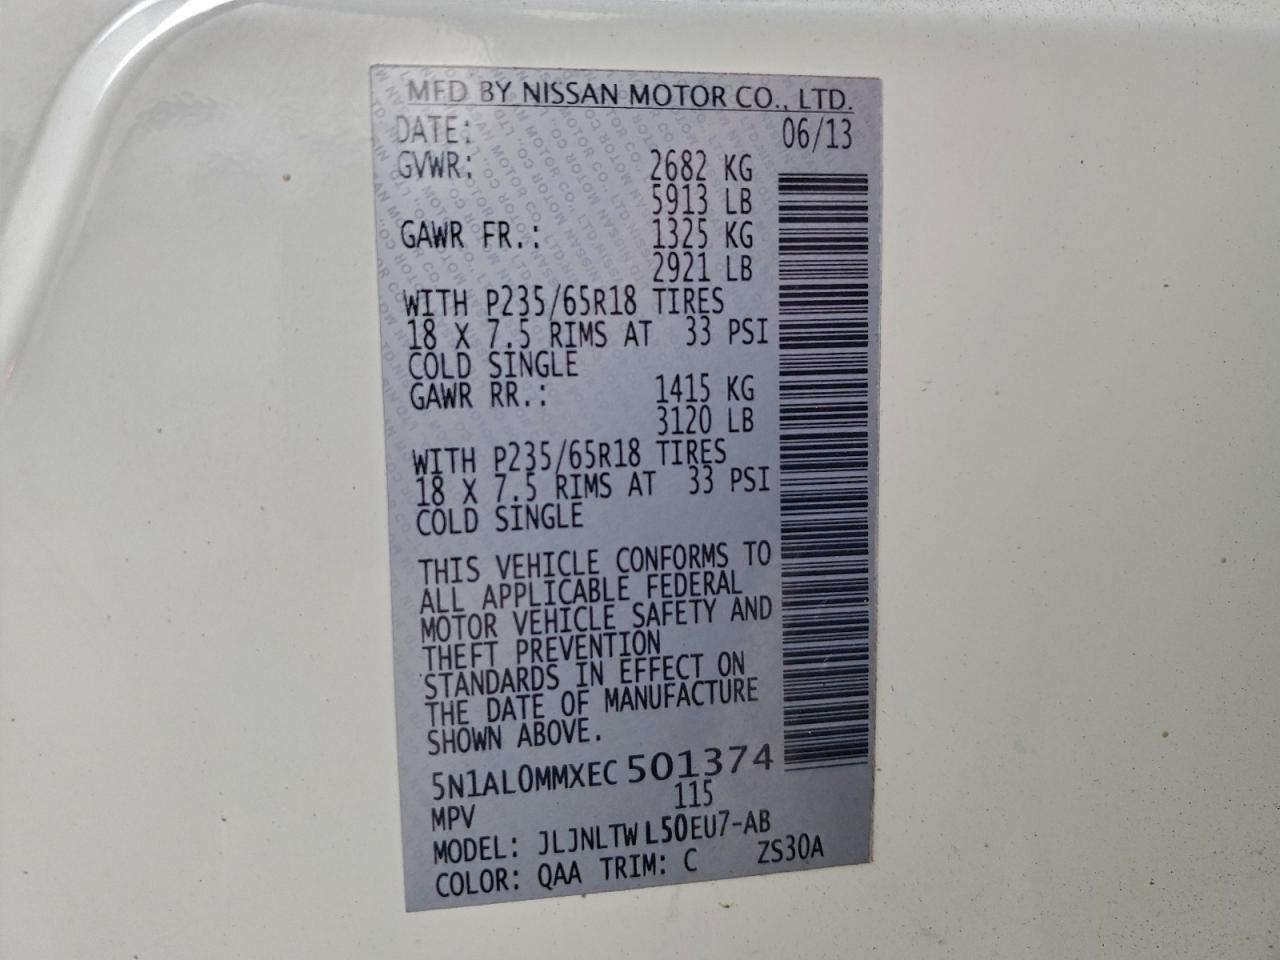 MFD BY NISSAN MOTOR CO., LTD.
DATE: 06/13
GVWR: 2682 KG
5913 LB
GAWR FR.: 1325 KG
2921 LB
WITH P235/65R18 TIRES
18 X 7.5 RIMS AT 33 PSI
COLD SINGLE
GAWR RR.: 1415 KG
3120 LB
WITH P235/65R18 TIRES
18 X 7.5 RIMS AT 33 PSI
COLD SINGLE
THIS VEHICLE CONFORMS TO
ALL APPLICABLE FEDERAL
MOTOR VEHICLE SAFETY AND
THEFT PREVENTION
STANDARDS IN EFFECT ON
THE DATE OF MANUFACTURE
SHOWN ABOVE.
5N1AL0MMXEC 501374
MPV 115
MODEL: JLJNLTWL50EU7-AB
COLOR: QAA TRIM: C ZS30A